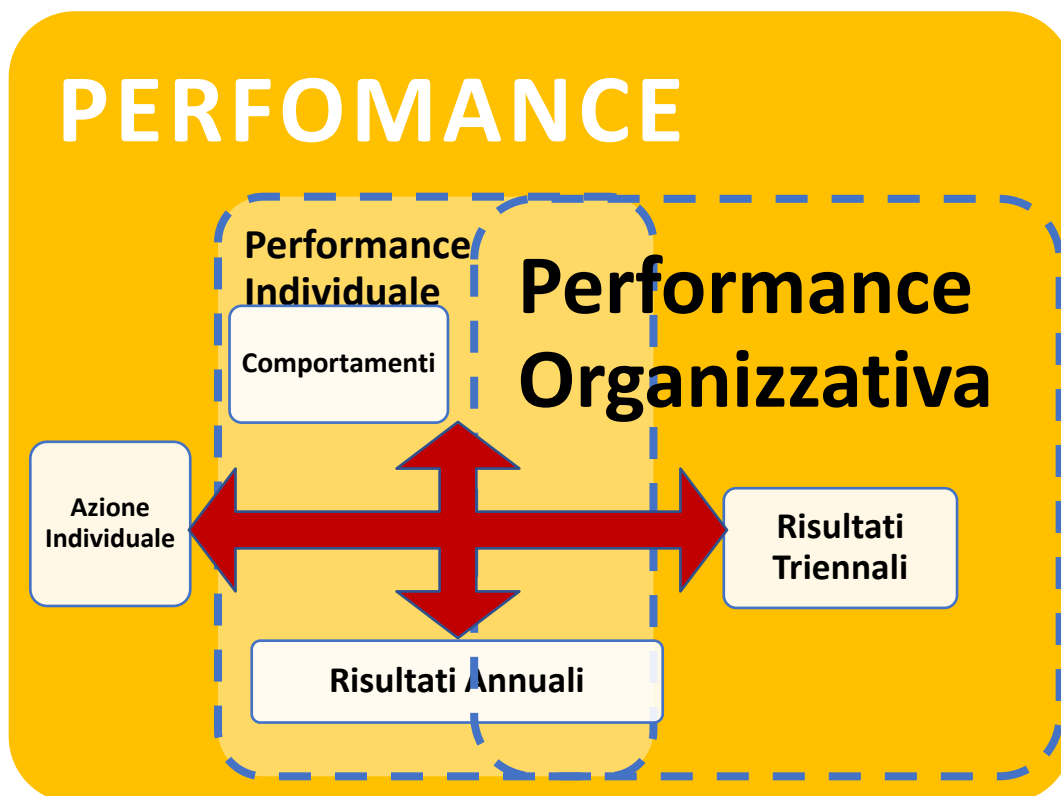 PERFOMANCE
Performance
Individuale
Performance
Organizzativa
Comportamenti
Azione
Individuale
Risultati
Triennali
Risultati Annuali